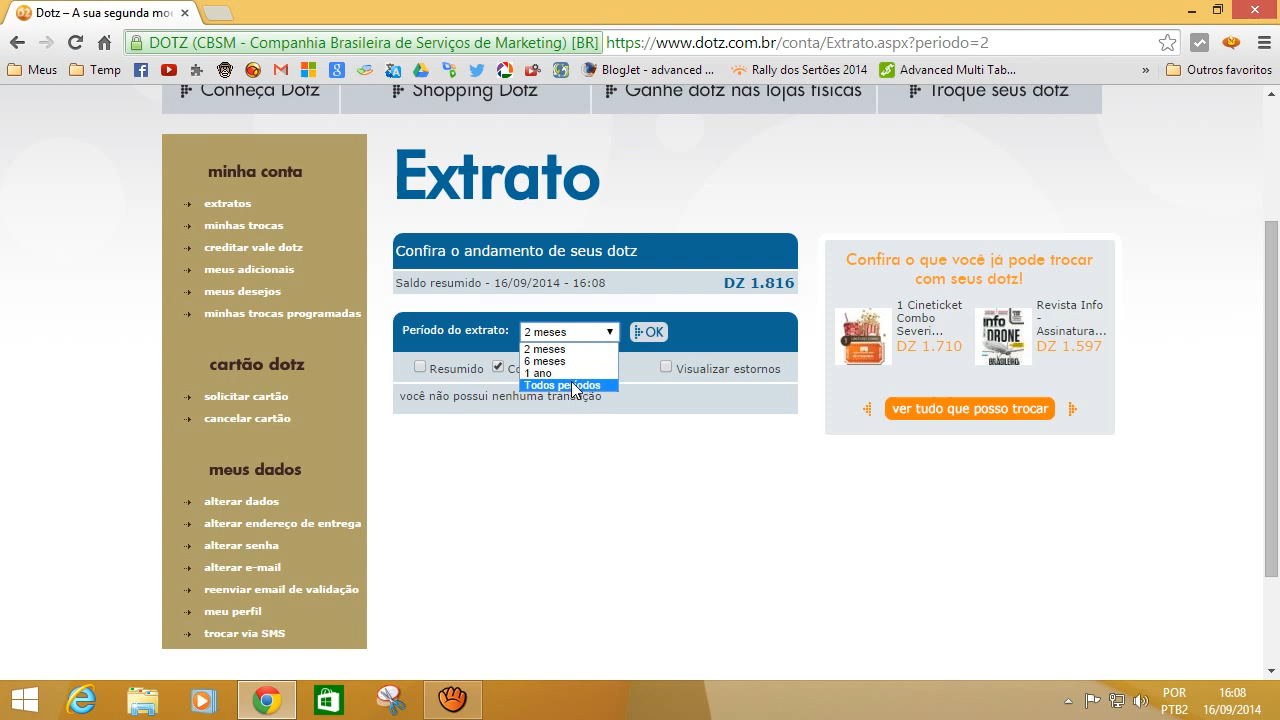 Dotz – A sua segunda moe
DOTZ (CBSM - Companhia Brasileira de Serviços de Marketing) [BR]
https://www.dotz.com.br/conta/Extrato.aspx?periodo=2
Meus
Temp
BlogJet - advanced ...
Rally dos Sertões 2014
Advanced Multi Tab...
»
Outros favoritos
Conheça Dotz
Shopping Dotz
Ganhe dotz nas lojas físicas
Troque seus dotz
minha conta
extratos
minhas trocas
creditar vale dotz
meus adicionais
meus desejos
minhas trocas programadas
cartão dotz
solicitar cartão
cancelar cartão
meus dados
alterar dados
alterar endereço de entrega
alterar senha
alterar e-mail
reenviar email de validação
meu perfil
trocar via SMS
Extrato
Confira o andamento de seus dotz
Saldo resumido - 16/09/2014 - 16:08
DZ 1.816
Período do extrato:
2 meses
OK
2 meses
6 meses
1 ano
Todos períodos
Resumido
Visualizar estornos
você não possui nenhuma transação
Confira o que você já pode trocar
com seus dotz!
1 Cineticket
Combo
Severi...
DZ 1.710
Revista Info
-
Assinatura...
DZ 1.597
ver tudo que posso trocar
POR
PTB2
16:08
16/09/2014